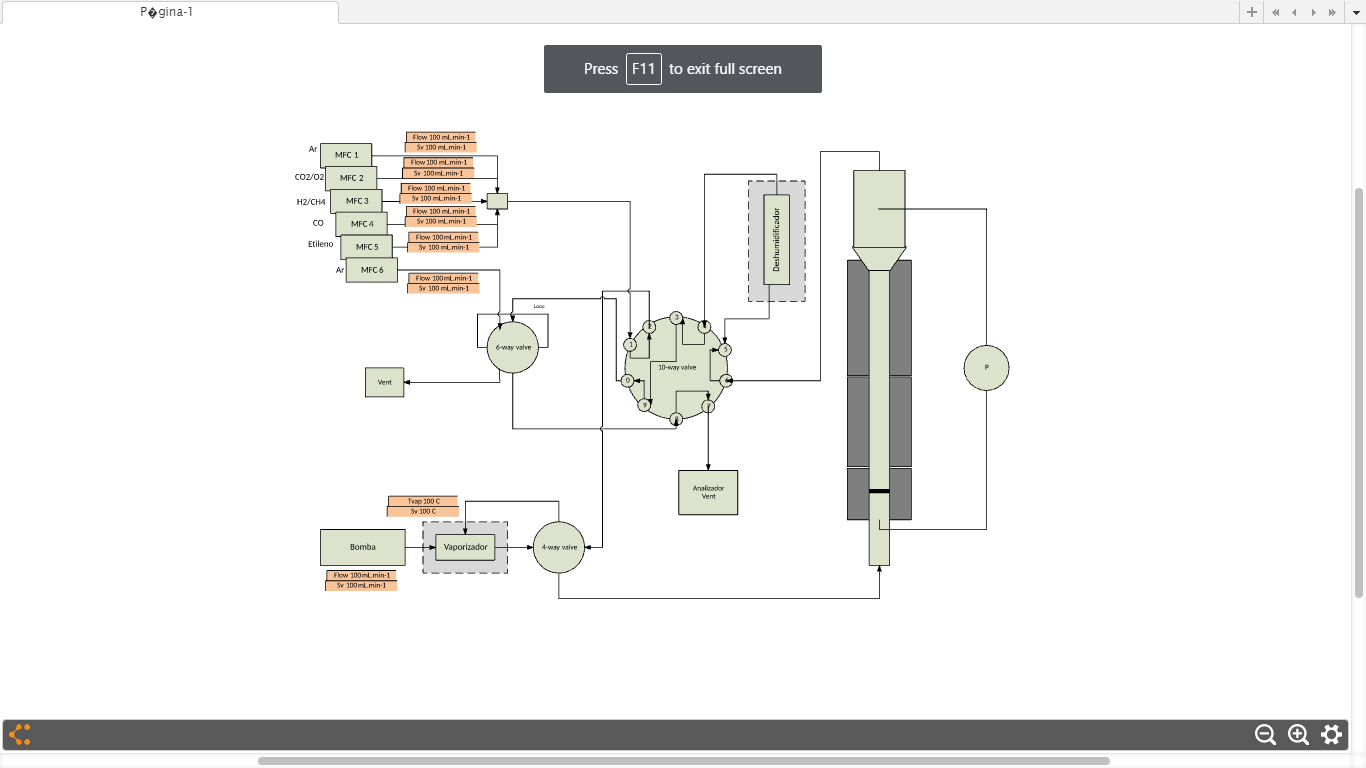 P�gina-1
Press F11 to exit full screen
Ar
MFC 1
Flow 100 mL.min-1
Sv 100 mL.min-1
CO2/O2
MFC 2
Flow 100 mL.min-1
Sv 100mL.min-1
H2/CH4
MFC 3
Flow 100 mL.min-1
Sv 100 mL.min-1
CO
MFC 4
Flow 100 mL.min-1
Sv 100 mL.min-1
Etileno
MFC 5
Flow 100 mL.min-1
Sv 100 mL.min-1
Ar
MFC 6
Flow 100 mL.min-1
Sv 100 mL.min-1
Loop
6-way valve
Vent
Deshumidificador
1
2
3
4
5
6
7
8
9
0
10-way valve
P
Analizador
Vent
Tvap 100 C
Sv 100 C
Bomba
Vaporizador
4-way valve
Flow 100mL.min-1
Sv 100mL.min-1